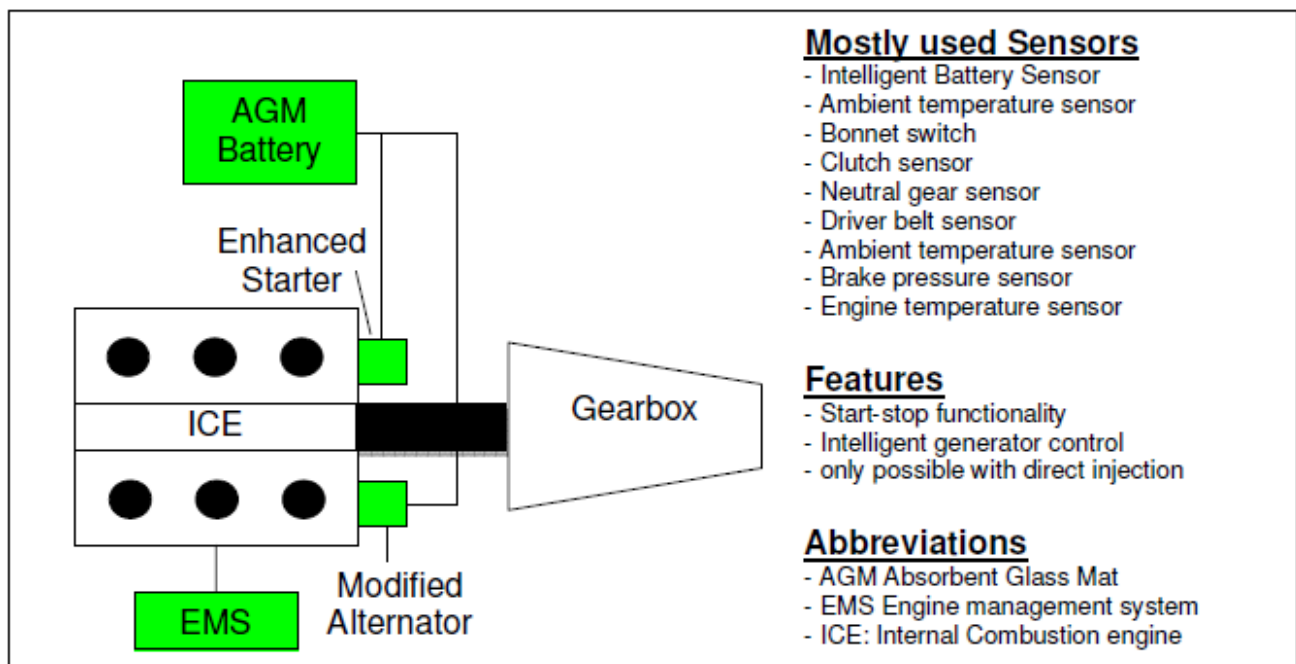 AGM
Battery
Enhanced
Starter
ICE
Gearbox
EMS
Modified
Alternator
Mostly used Sensors
- Intelligent Battery Sensor
- Ambient temperature sensor
- Bonnet switch
- Clutch sensor
- Neutral gear sensor
- Driver belt sensor
- Ambient temperature sensor
- Brake pressure sensor
- Engine temperature sensor
Features
- Start-stop functionality
- Intelligent generator control
- only possible with direct injection
Abbreviations
- AGM Absorbent Glass Mat
- EMS Engine management system
- ICE: Internal Combustion engine